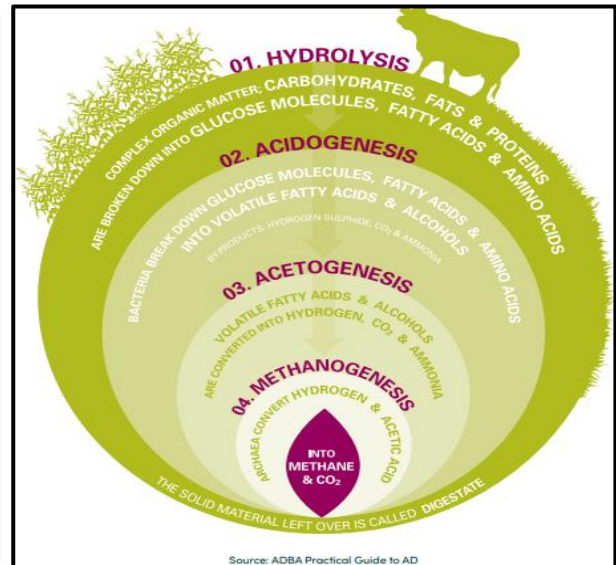 01. HYDROLYSIS
COMPLEX ORGANIC MATTER; CARBOHYDRATES, FATS & PROTEINS
ARE BROKEN DOWN INTO GLUCOSE MOLECULES, FATTY ACIDS & AMINO ACIDS
02. ACIDOGENESIS
BACTERIA BREAK DOWN GLUCOSE MOLECULES, FATTY ACIDS & AMINO ACIDS
INTO VOLATILE FATTY ACIDS & ALCOHOLS
BY PRODUCTS: HYDROGEN SULPHIDE, CO₂ & AMMONIA
03. ACETOGENESIS
VOLATILE FATTY ACIDS & ALCOHOLS
ARE CONVERTED INTO HYDROGEN, CO₂ & AMMONIA
04. METHANOGENESIS
ARCHAEA CONVERT HYDROGEN & ACETIC ACID
INTO
METHANE
& CO₂
THE SOLID MATERIAL LEFT OVER IS CALLED DIGESTATE
Source: ADBA Practical Guide to AD